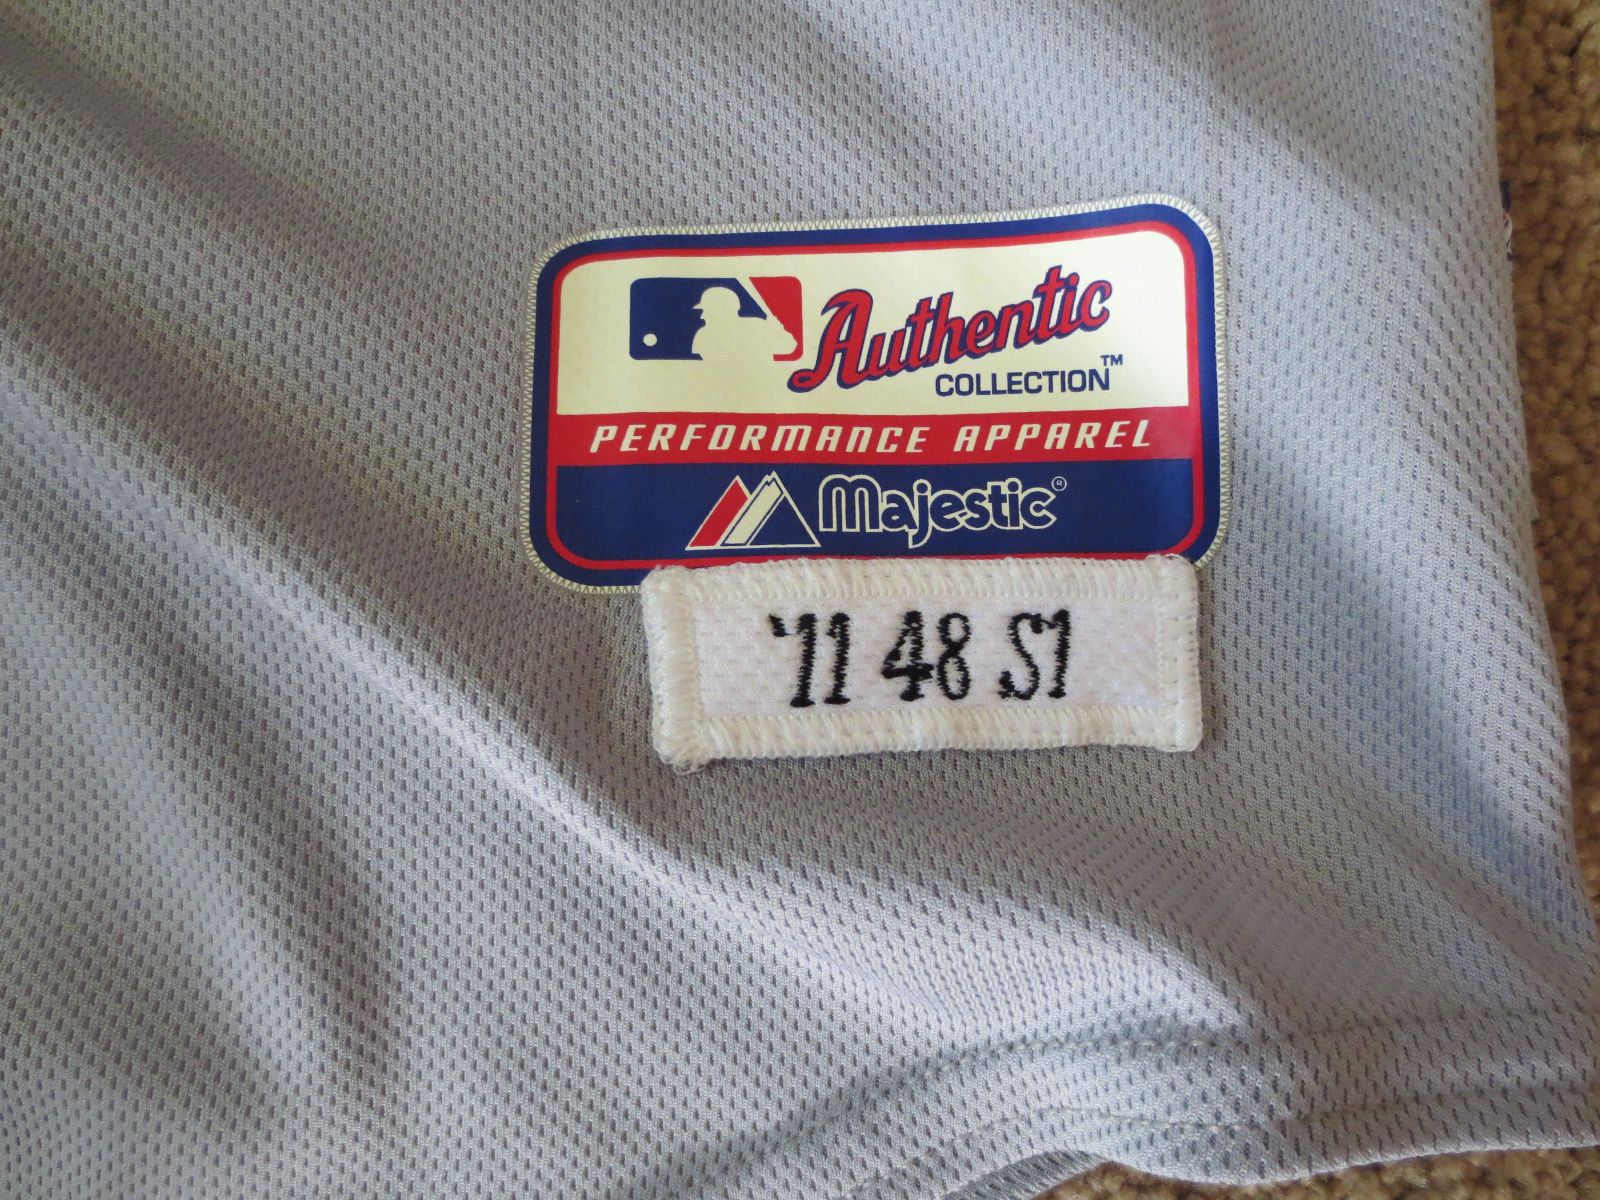 Authentic
COLLECTION™
PERFORMANCE APPAREL
Majestic®
'11 48 S1